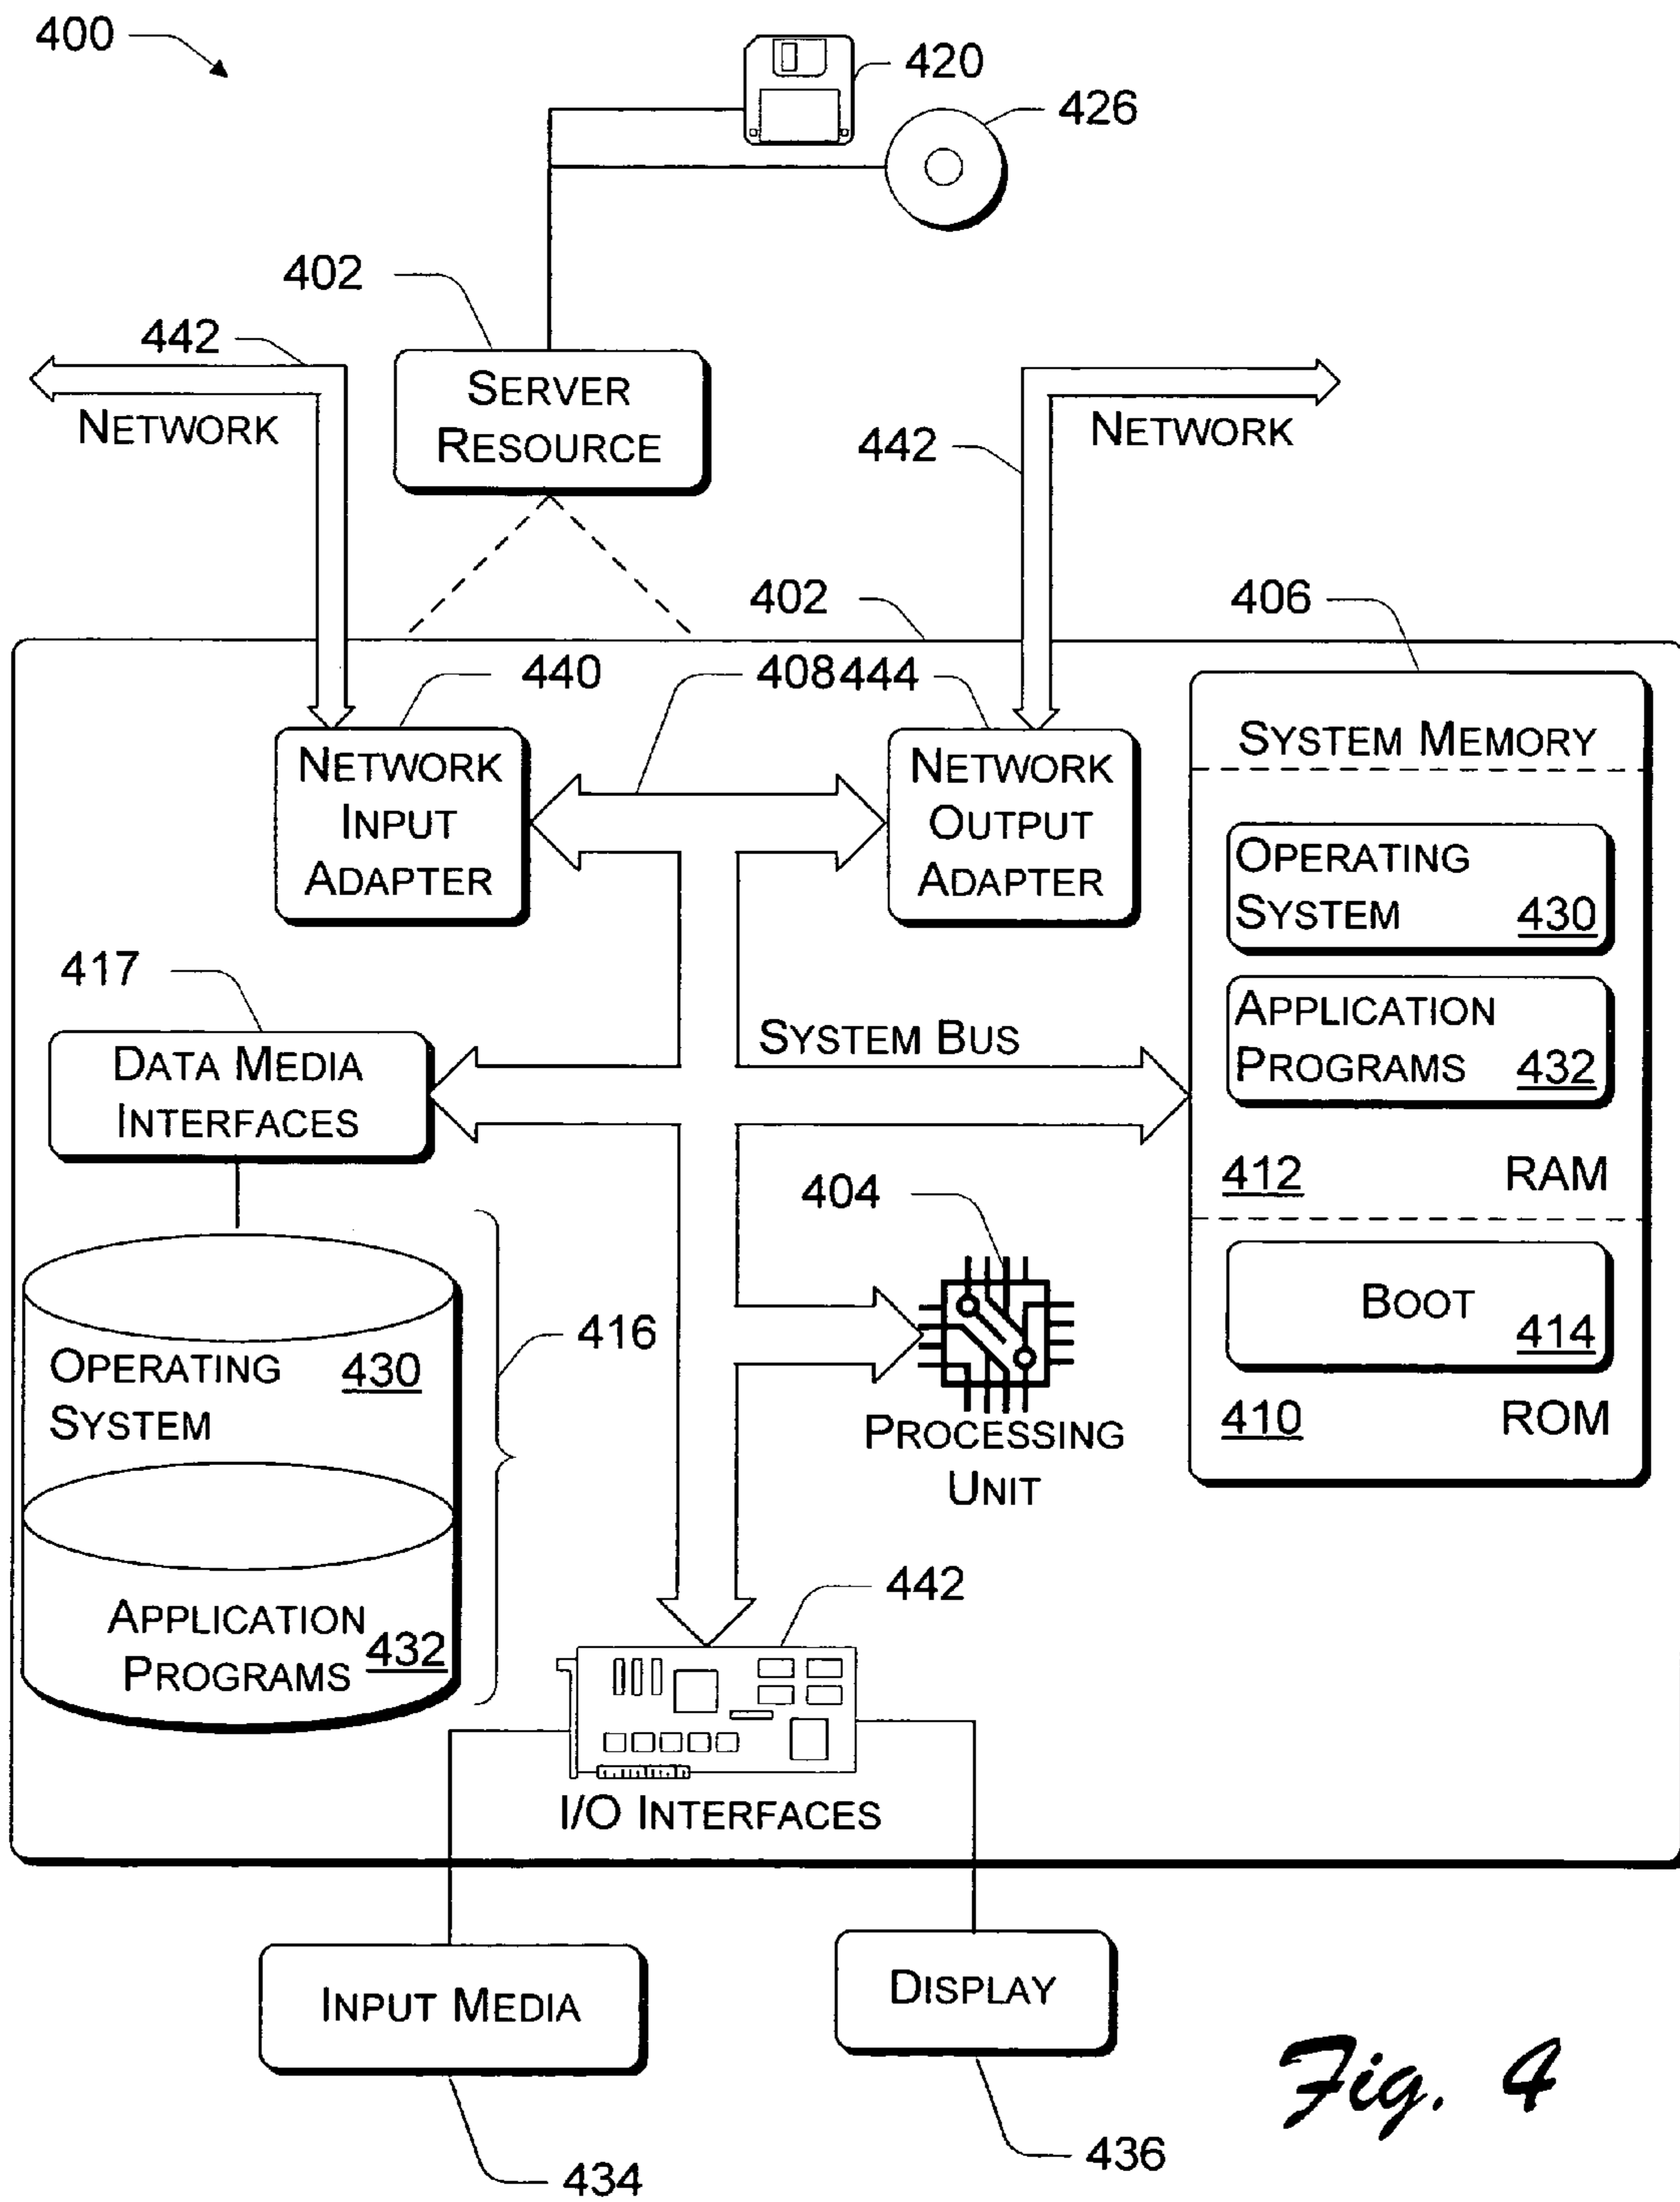 400
420
426
402
442
SERVER
RESOURCE
NETWORK
442
NETWORK
402
406
440
408
444
NETWORK
INPUT
ADAPTER
NETWORK
OUTPUT
ADAPTER
SYSTEM MEMORY
OPERATING
SYSTEM 430
APPLICATION
PROGRAMS 432
412 RAM
BOOT
414
410 ROM
417
DATA MEDIA
INTERFACES
SYSTEM BUS
404
PROCESSING
UNIT
416
OPERATING
SYSTEM
430
APPLICATION
PROGRAMS
432
442
I/O INTERFACES
INPUT MEDIA
DISPLAY
434
436
Fig. 4